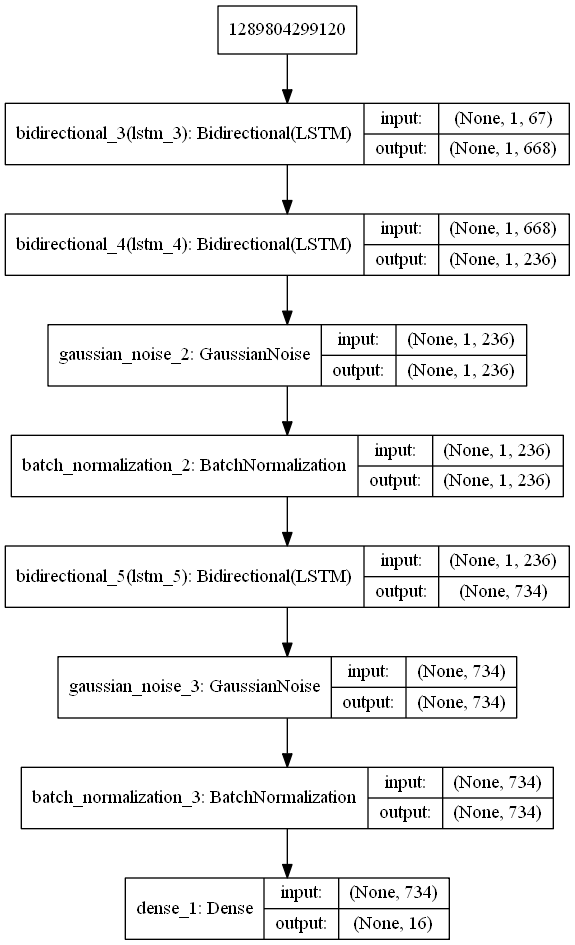 1289804299120
bidirectional_3(lstm_3): Bidirectional(LSTM) input: (None, 1, 67)
output: (None, 1, 668)
bidirectional_4(lstm_4): Bidirectional(LSTM) input: (None, 1, 668)
output: (None, 1, 236)
gaussian_noise_2: GaussianNoise input: (None, 1, 236)
output: (None, 1, 236)
batch_normalization_2: BatchNormalization input: (None, 1, 236)
output: (None, 1, 236)
bidirectional_5(lstm_5): Bidirectional(LSTM) input: (None, 1, 236)
output: (None, 734)
gaussian_noise_3: GaussianNoise input: (None, 734)
output: (None, 734)
batch_normalization_3: BatchNormalization input: (None, 734)
output: (None, 734)
dense_1: Dense input: (None, 734)
output: (None, 16)